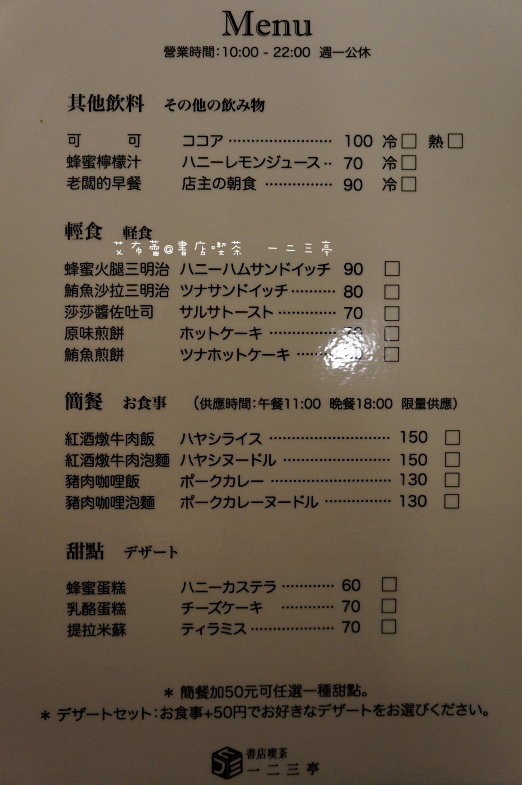 Menu
營業時間：10:00 - 22:00 週一公休
其他飲料 その他の飲み物
可 可 ココア ························ 100 冷□ 熱□
蜂蜜檸檬汁 ハニーレモンジュース·· 70 冷□
老闆的早餐 店主の朝食 ················ 90 冷□
輕食 軽食
艾布蕾@書店喫茶 一二三亭
蜂蜜火腿三明治 ハニーハムサンドイッチ 90 □
鮪魚沙拉三明治 ツナサンドイッチ··········· 80 □
莎莎醬佐吐司 サルサトースト ·············· 70 □
原味煎餅 ホットケーキ ················ □
鮪魚煎餅 ツナホットケーキ ········ □
簡餐 お食事 （供應時間：午餐11:00 晚餐18:00 限量供應）
紅酒燉牛肉飯 ハヤシライス ···························· 150 □
紅酒燉牛肉泡麵 ハヤシヌードル ························· 150 □
豬肉咖哩飯 ポークカレー ···························· 130 □
豬肉咖哩泡麵 ポークカレーヌードル ··············· 130 □
甜點 デザート
蜂蜜蛋糕 ハニーカステラ ············ 60 □
乳酪蛋糕 チーズケーキ ············ 70 □
提拉米蘇 ティラミス ··················· 70 □
＊ 簡餐加50元可任選一種甜點。
＊ デザートセット：お食事+50円でお好きなデザートをお選びください。
書店喫茶
一二三亭